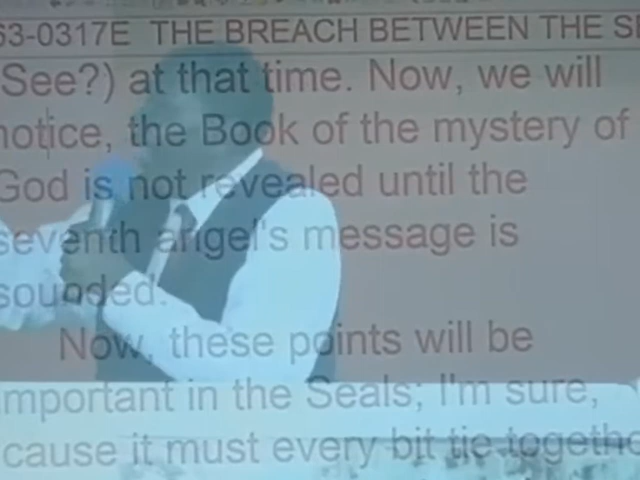 63-0317E THE BREACH BETWEEN THE SE
See?) at that time. Now, we will
notice, the Book of the mystery of
God is not revealed until the
seventh angel's message is
sounded.
Now, these points will be
mportant in the Seals; I'm sure,
cause it must every bit tie togethe